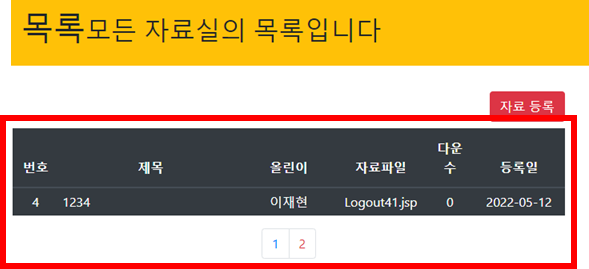 목록모든 자료실의 목록입니다
자료 등록
번호 제목 올린이 자료파일 다운수 등록일
4 1234 이재현 Logout41.jsp 0 2022-05-12
1 2